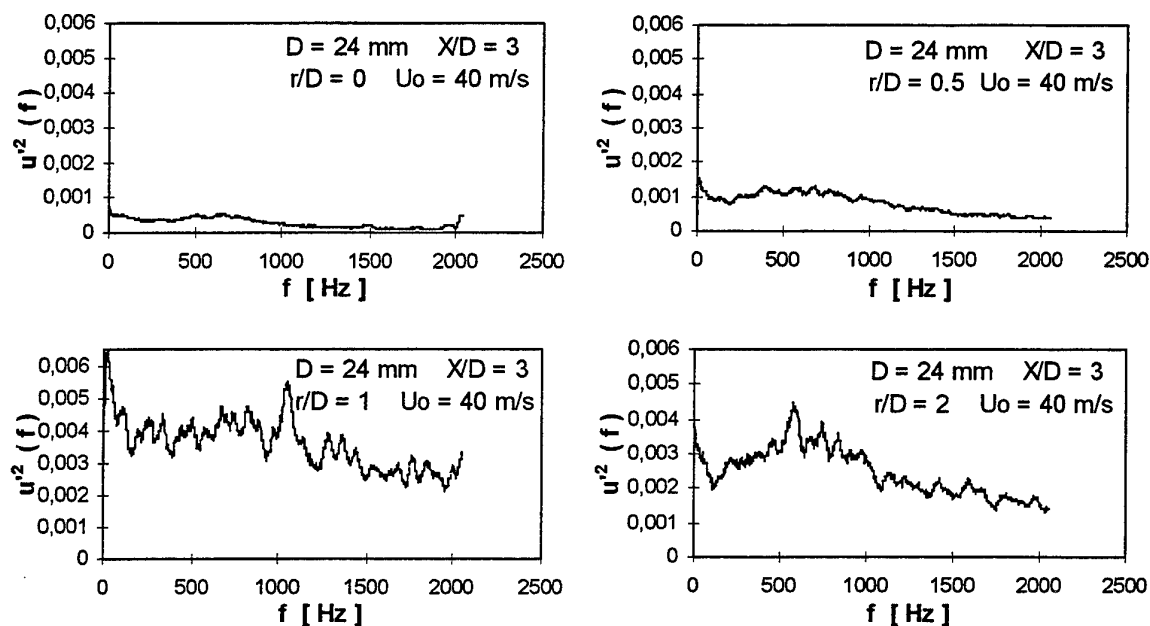 0,006
0,005
0,004
0,003
0,002
0,001
0
u'² (f)
D = 24 mm X/D = 3
r/D = 0 Uo = 40 m/s
0 500 1000 1500 2000 2500
f [ Hz ]
0,006
0,005
0,004
0,003
0,002
0,001
0
u'² (f)
D = 24 mm X/D = 3
r/D = 0.5 Uo = 40 m/s
0 500 1000 1500 2000 2500
f [ Hz ]
0,006
0,005
0,004
0,003
0,002
0,001
0
u'² (f)
D = 24 mm X/D = 3
r/D = 1 Uo = 40 m/s
0 500 1000 1500 2000 2500
f [ Hz ]
0,006
0,005
0,004
0,003
0,002
0,001
0
u'² (f)
D = 24 mm X/D = 3
r/D = 2 Uo = 40 m/s
0 500 1000 1500 2000 2500
f [ Hz ]